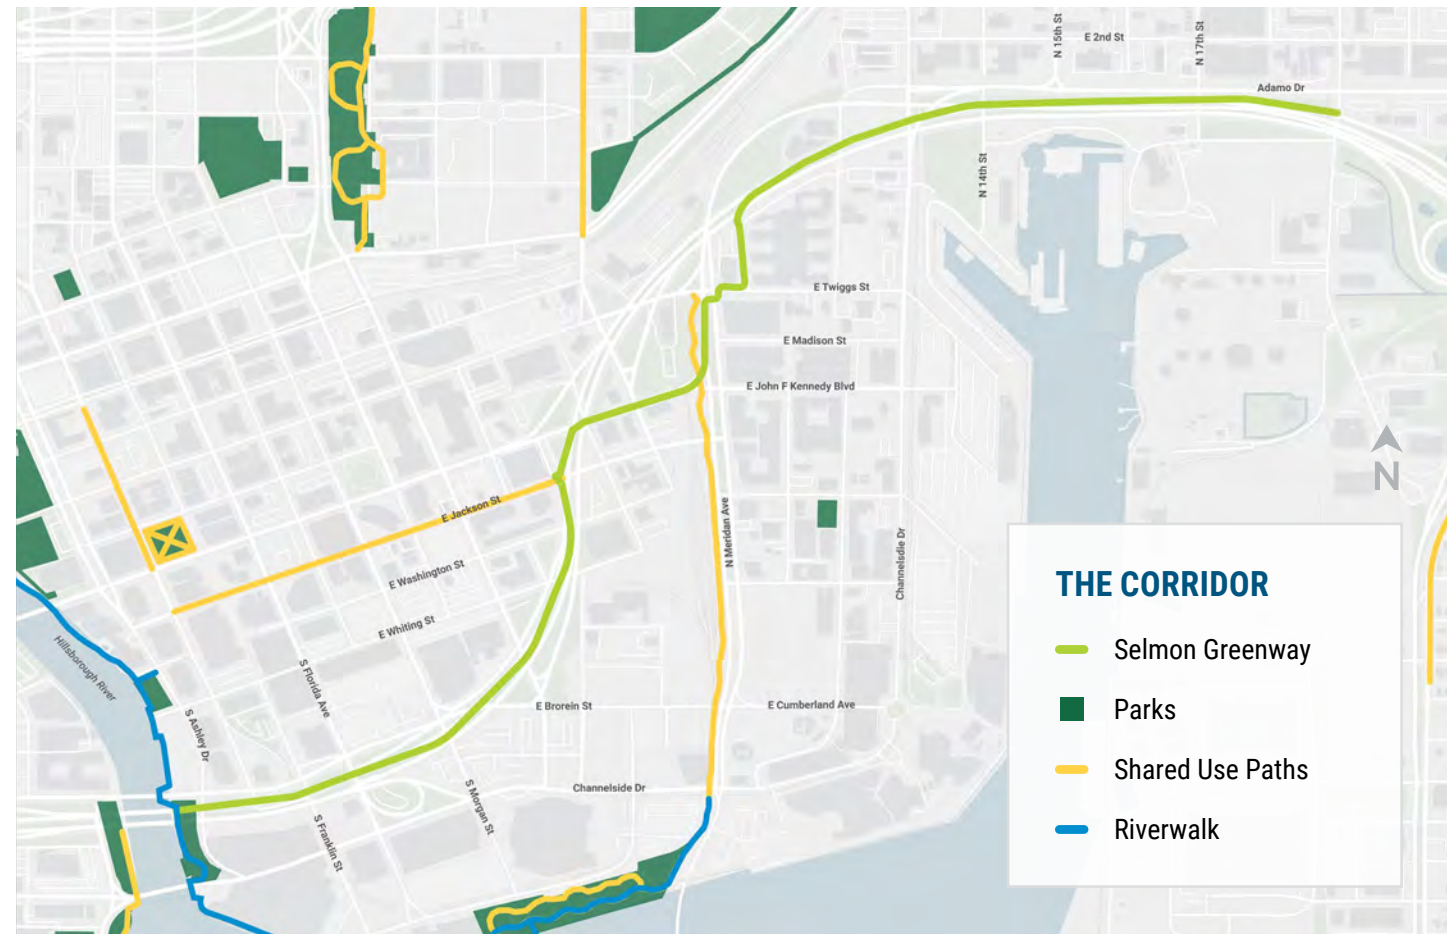 N 15th St
E 2nd St
N 17th St
Adamo Dr
N 14th St
E Twiggs St
E Madison St
E John F Kennedy Blvd
N
E Jackson St
N Meridan Ave
Channelsdie Dr
E Washington St
E Whiting St
Hillsborough River
S Florida Ave
S Ashley Dr
E Brorein St
E Cumberland Ave
Channelside Dr
S Morgan St
S Franklin St
THE CORRIDOR
Selmon Greenway
Parks
Shared Use Paths
Riverwalk